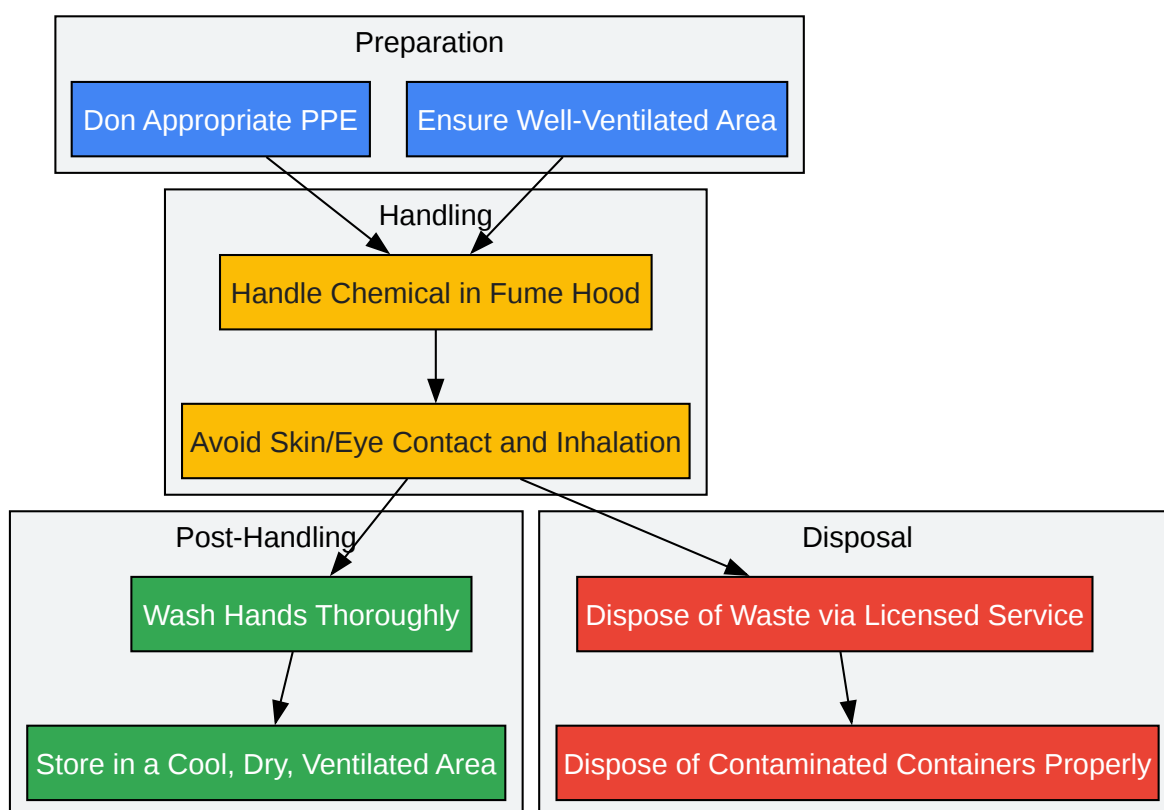 Preparation
Don Appropriate PPE
Ensure Well-Ventilated Area
Handling
Handle Chemical in Fume Hood
Avoid Skin/Eye Contact and Inhalation
Post-Handling
Wash Hands Thoroughly
Store in a Cool, Dry, Ventilated Area
Disposal
Dispose of Waste via Licensed Service
Dispose of Contaminated Containers Properly